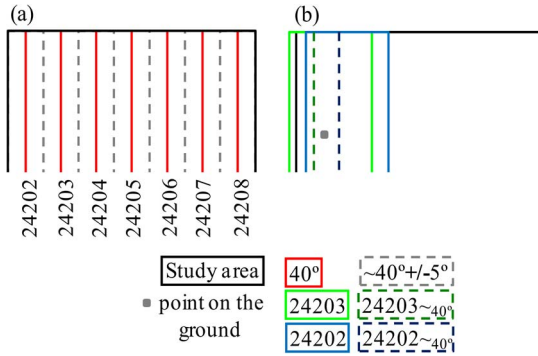 (a)
(b)
24202
24203
24204
24205
24206
24207
24208
Study area
40º
~40º+/-5º
point on the
ground
24203
24203~40º
24202
24202~40º